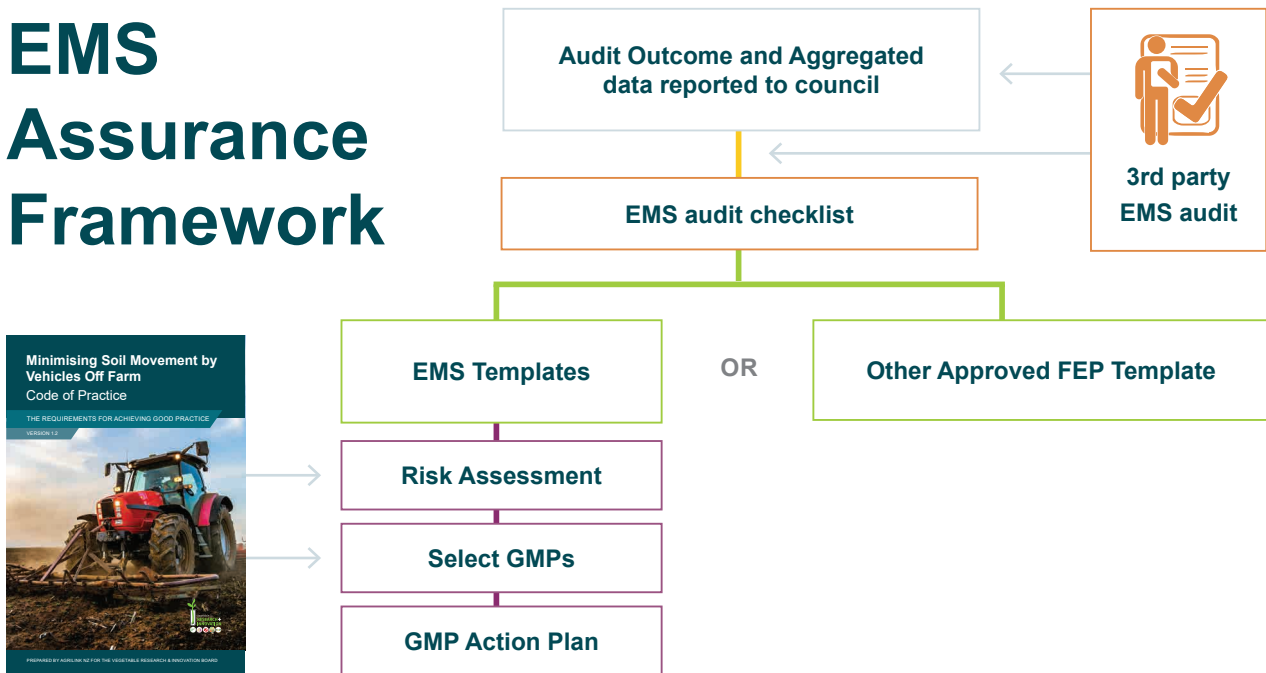 EMS
Assurance
Framework
Audit Outcome and Aggregated
data reported to council
3rd party
EMS audit
EMS audit checklist
EMS Templates
OR
Other Approved FEP Template
Risk Assessment
Select GMPs
GMP Action Plan
Minimising Soil Movement by
Vehicles Off Farm
Code of Practice
THE REQUIREMENTS FOR ACHIEVING GOOD PRACTICE
VERSION 1.2
PREPARED BY AGRILINK NZ FOR THE VEGETABLE RESEARCH & INNOVATION BOARD